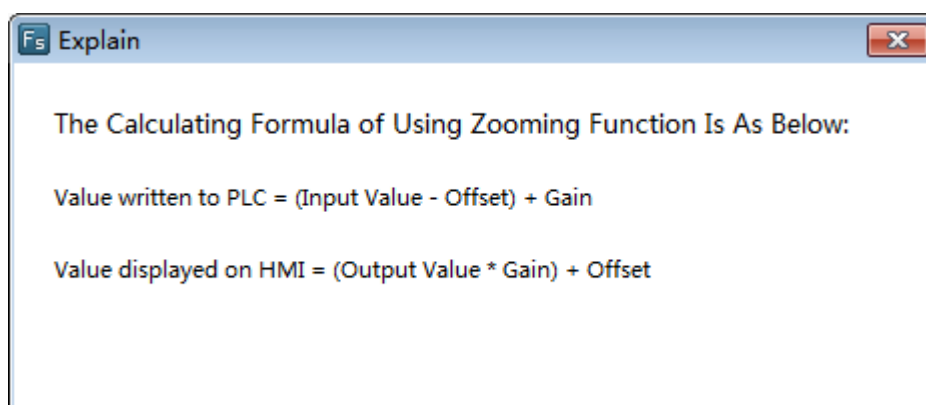 Fs Explain
The Calculating Formula of Using Zooming Function Is As Below:
Value written to PLC = (Input Value - Offset) + Gain
Value displayed on HMI = (Output Value * Gain) + Offset